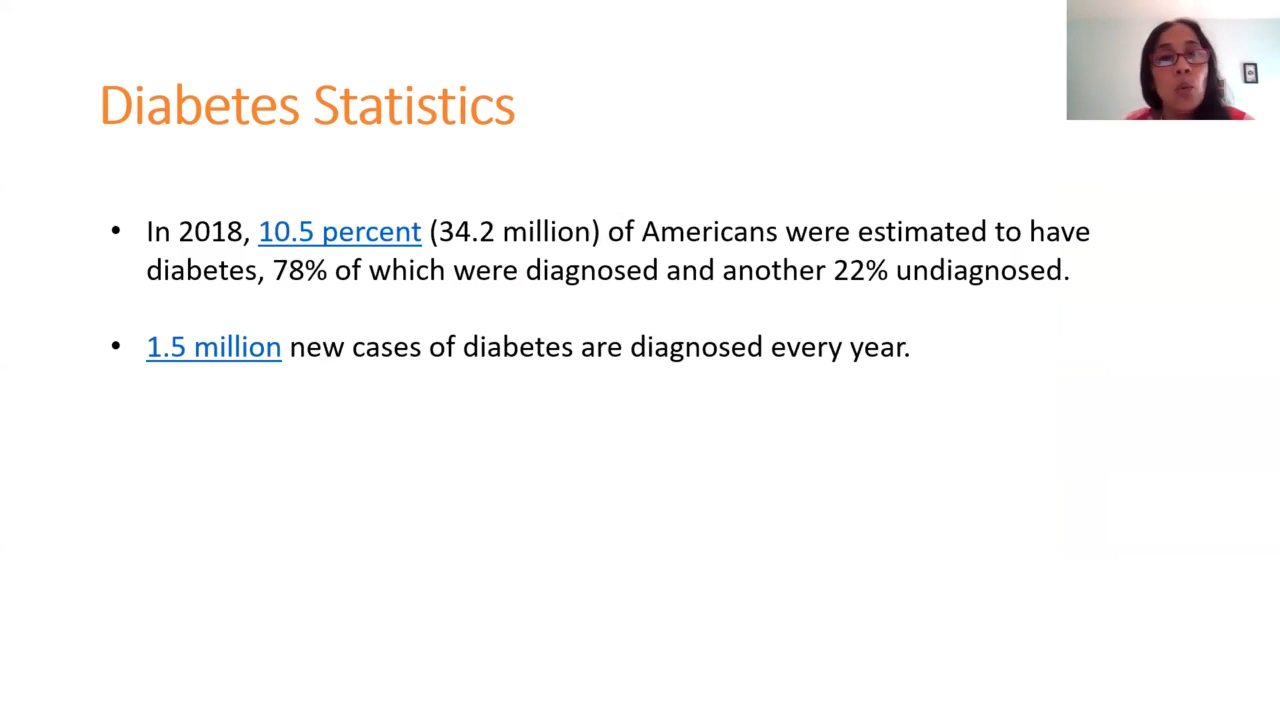 Diabetes Statistics
• In 2018, 10.5 percent (34.2 million) of Americans were estimated to have
diabetes, 78% of which were diagnosed and another 22% undiagnosed.
• 1.5 million new cases of diabetes are diagnosed every year.